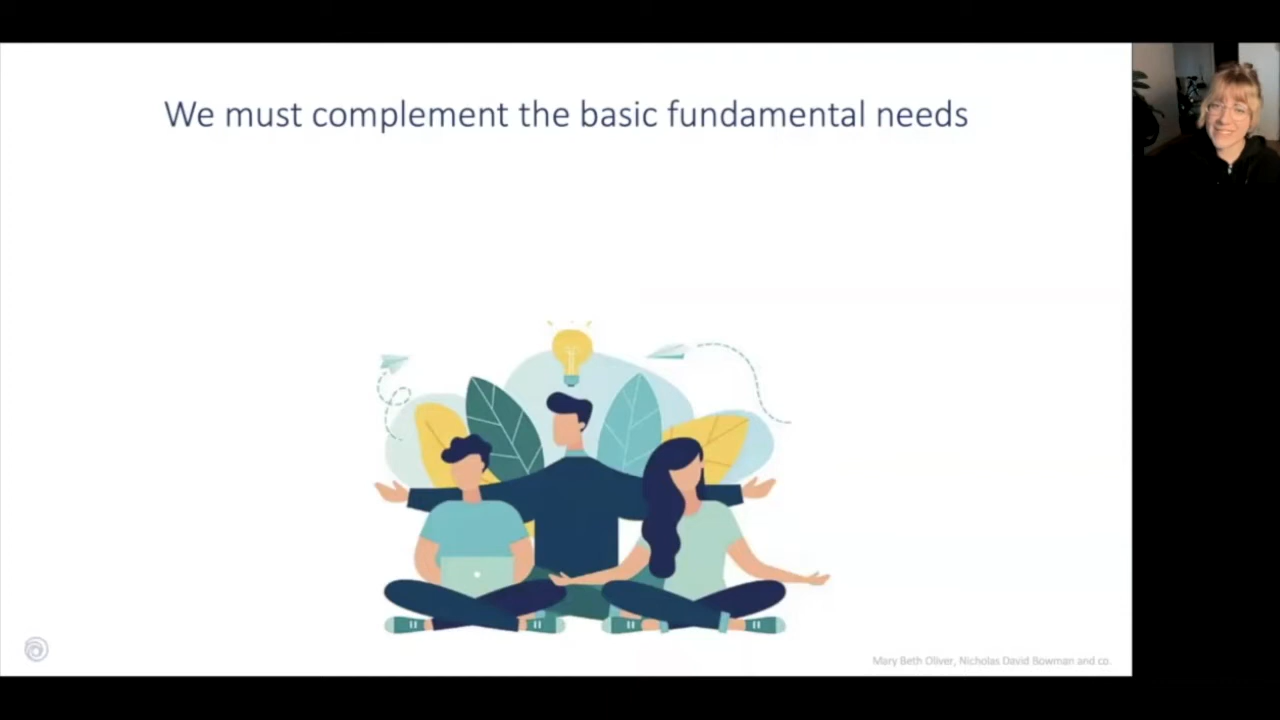 We must complement the basic fundamental needs
Mary Beth Oliver, Nicholas David Bowman and co.